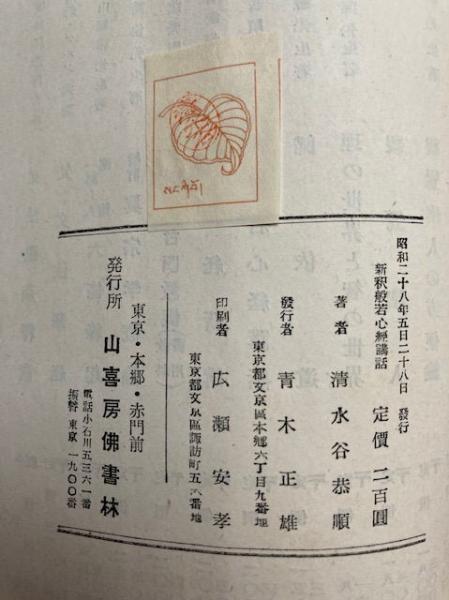 昭和二十八年五日二十八日 發行
新釈般若心經講話 定價 二百圓
著者 清水谷恭順
發行者 青木正雄
東京都文京區本郷六丁目九番地
印刷者 広瀬安孝
東京都文京區諏訪町五六番地
東京・本郷・赤門前
発行所 山喜房佛書林
電話小石川五三六一番
振替 東京 一九〇〇番